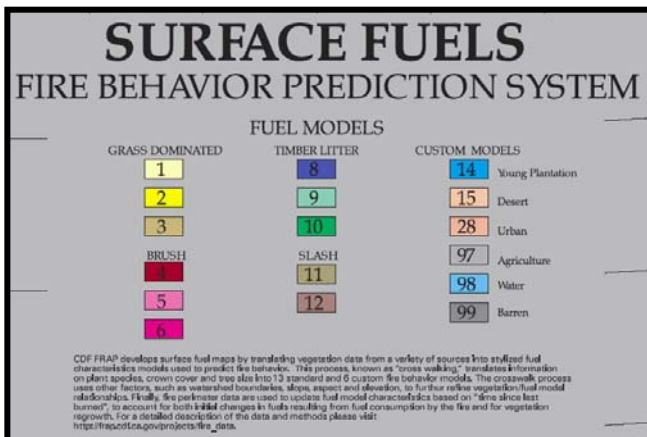 SURFACE FUELS
FIRE BEHAVIOR PREDICTION SYSTEM
FUEL MODELS
GRASS DOMINATED
1
2
3
BRUSH
4
5
6
TIMBER LITTER
8
9
10
SLASH
11
12
CUSTOM MODELS
14 Young Plantation
15 Desert
28 Urban
97 Agriculture
98 Water
99 Barren
CDF FRAP develops surface fuel maps by translating vegetation data from a variety of sources into stylized fuel
characteristics models used to predict fire behavior. This process, known as "cross walking," translates information
on plant species, crown cover and tree size into 13 standard and 6 custom fire behavior models. The crosswalk process
uses other factors, such as watershed boundaries, slope, aspect and elevation, to furthur refine vegetation/fuel model
relationships. Finally, fire perimeter data are used to update fuel model characteristics based on "time since last
burned", to account for both initial changes in fuels resulting from fuel consumption by the fire and for vegetation
regrowth. For a detailed description of the data and methods please visit
http://frap.cdf.ca.gov/projects/fire_data.